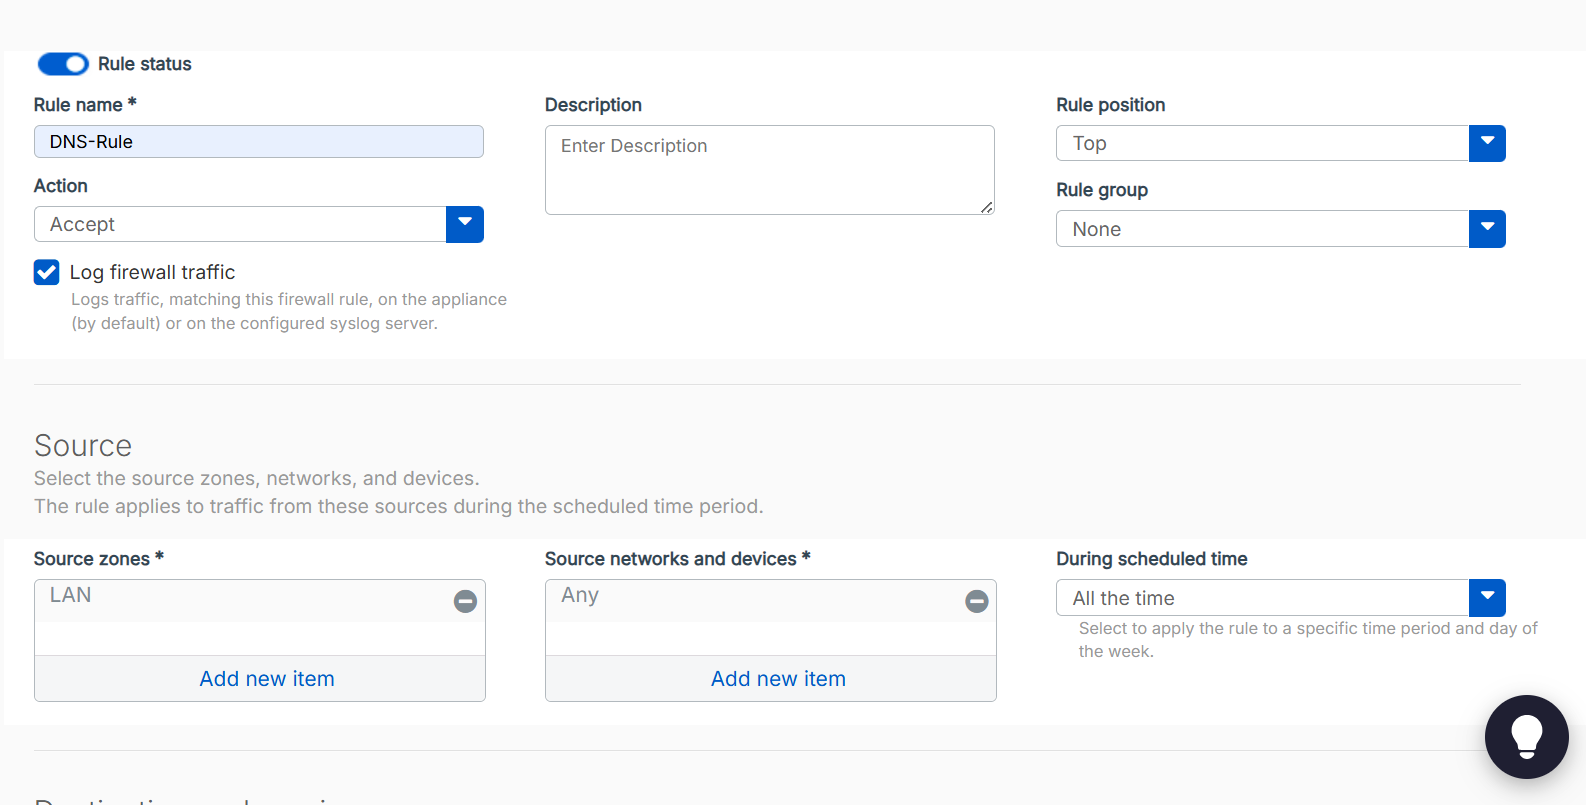 Rule status
Rule name *
Description
Rule position
DNS-Rule
Enter Description
Top
Action
Rule group
Accept
None
Log firewall traffic
Logs traffic, matching this firewall rule, on the appliance
(by default) or on the configured syslog server.
Source
Select the source zones, networks, and devices.
The rule applies to traffic from these sources during the scheduled time period.
Source zones *
Source networks and devices *
During scheduled time
LAN
Any
All the time
Select to apply the rule to a specific time period and day of
the week.
Add new item
Add new item